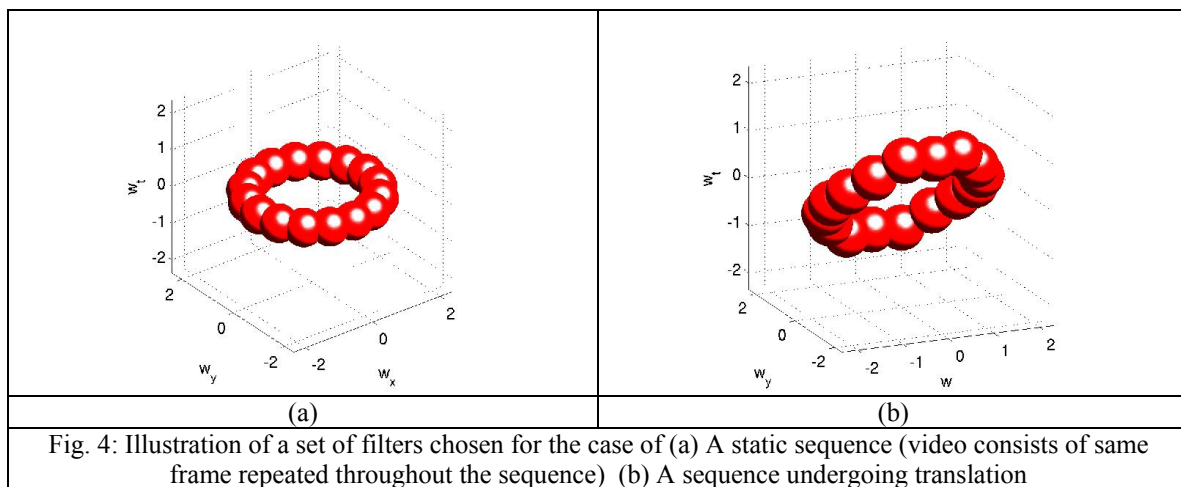 2
1
0
-1
-2
w_t
2
0
-2
w_y
-2
0
2
w_x
2
1
0
-1
-2
w_t
2
0
-2
w_y
-2
-1
0
1
2
w
(a)
(b)
Fig. 4: Illustration of a set of filters chosen for the case of (a) A static sequence (video consists of same
frame repeated throughout the sequence) (b) A sequence undergoing translation